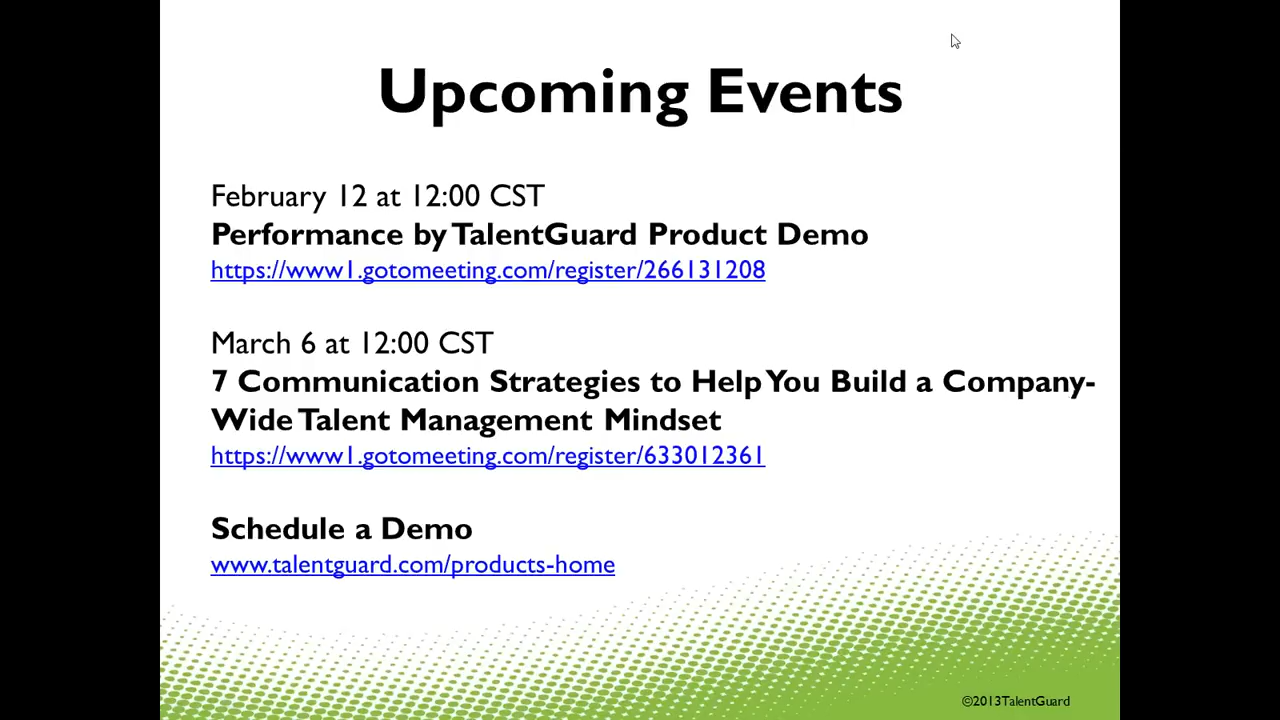 Upcoming Events
February 12 at 12:00 CST
Performance by TalentGuard Product Demo
https://www1.gotomeeting.com/register/266131208
March 6 at 12:00 CST
7 Communication Strategies to Help You Build a Company-
Wide Talent Management Mindset
https://www1.gotomeeting.com/register/633012361
Schedule a Demo
www.talentguard.com/products-home
©2013TalentGuard